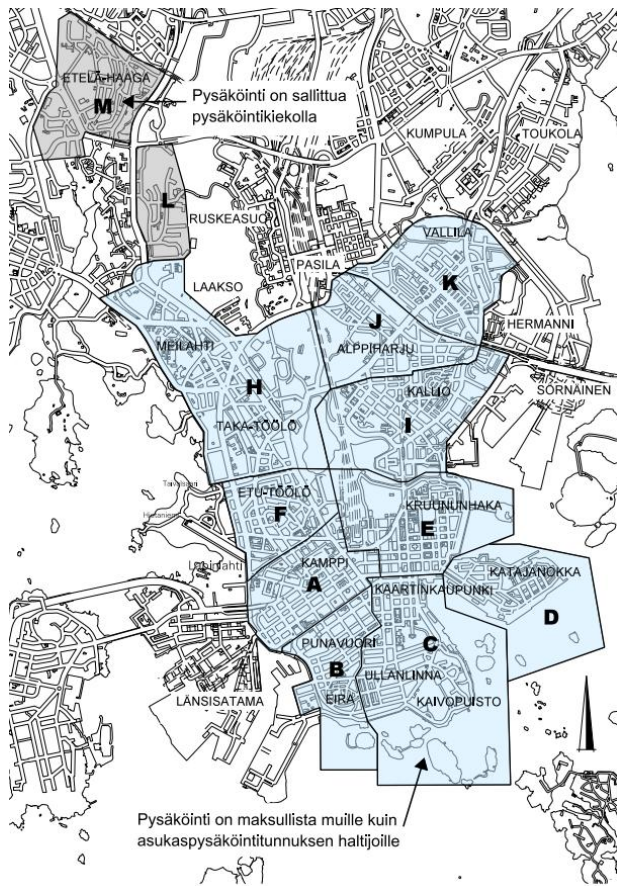 ETELÄ-HAAGA
M
Pysäköinti on sallittua
pysäköintikiekolla
KUMPULA
TOUKOLA
L
RUSKEASUO
VALLILA
PASILA
K
LAAKSO
J
HERMANNI
MEILAHTI
ALPPIHARJU
H
KALLIO
SÖRNÄINEN
TAKA-TÖÖLÖ
I
ETU-TÖÖLÖ
F
KRUUNUNHAKA
E
KAMPPI
KATAJANOKKA
A
KAARTINKAUPUNKI
D
PUNAVUORI
C
B
ULLANLINNA
LÄNSISATAMA
EIRA
KAIVOPUISTO
Pysäköinti on maksullista muille kuin
asukaspysäköintitunnuksen haltijoille